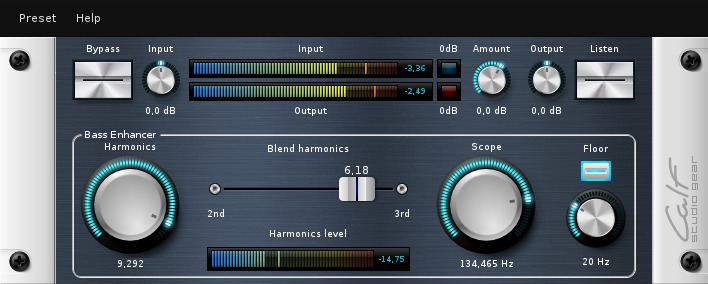 Preset Help
Bypass Input Input 0dB Amount Output Listen
-3,36
-2,49
0,0 dB Output 0dB 0,0 dB 0,0 dB
Bass Enhancer
Harmonics Blend harmonics Scope Floor
6,18
2nd 3rd
Harmonics level
-14,75
9,292 134,465 Hz 20 Hz
Calf
studio gear